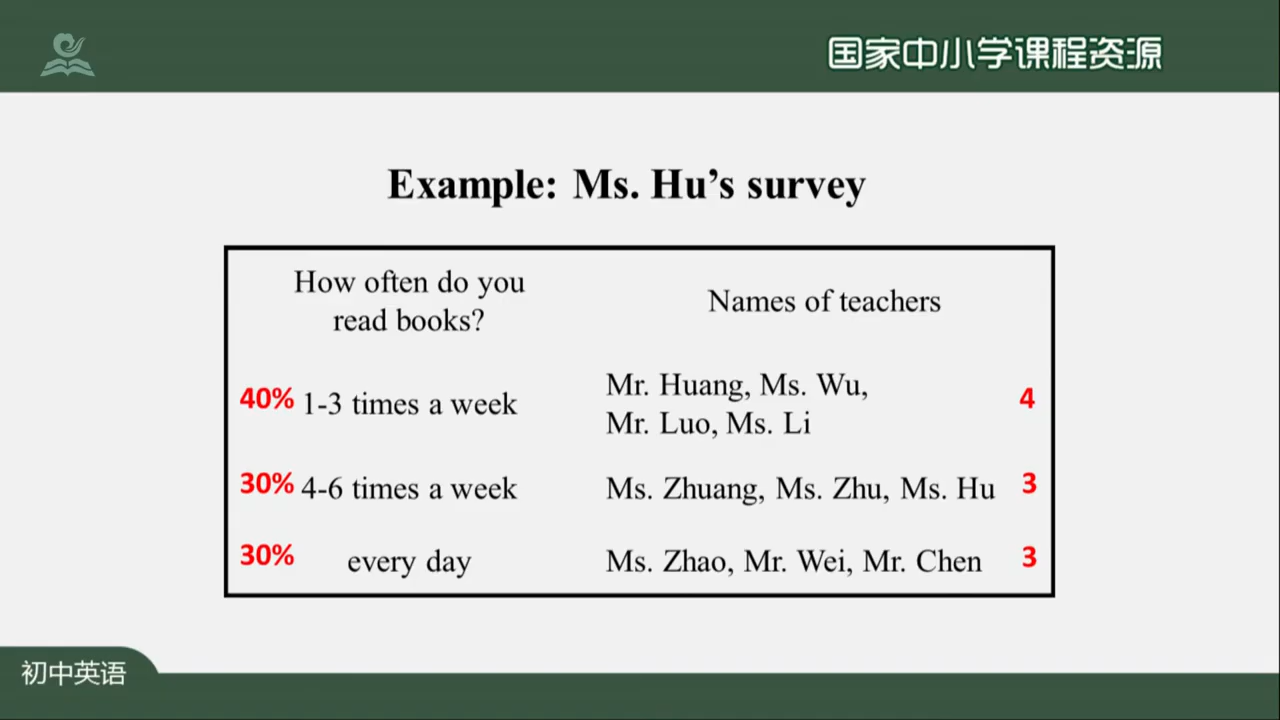 国家中小学课程资源
Example: Ms. Hu's survey
How often do you
read books?
Names of teachers
40% 1-3 times a week
Mr. Huang, Ms. Wu,
Mr. Luo, Ms. Li
4
30% 4-6 times a week
Ms. Zhuang, Ms. Zhu, Ms. Hu
3
30% every day
Ms. Zhao, Mr. Wei, Mr. Chen
3
初中英语